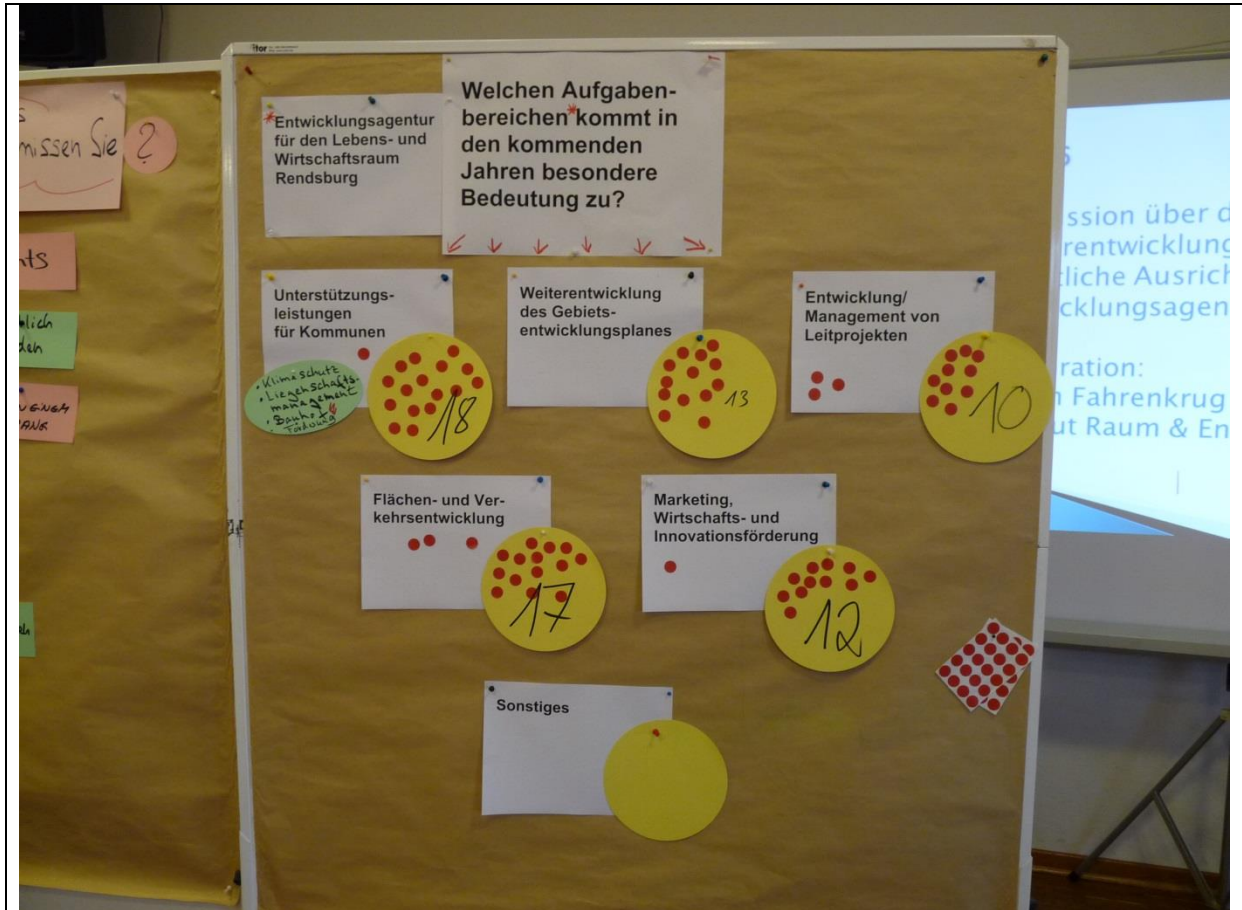 missen Sie ?
Entwicklungsagentur
für den Lebens- und
Wirtschaftsraum
Rendsburg
Welchen Aufgaben-
bereichen*kommt in
den kommenden
Jahren besondere
Bedeutung zu?
Unterstützungs-
leistungen
für Kommunen
• Klimaschutz
• Liegenschafts-
management
• Bauhof
18
Weiterentwicklung
des Gebiets-
entwicklungsplanes
13
Entwicklung/
Management von
Leitprojekten
10
Flächen- und Ver-
kehrsentwicklung
17
Marketing,
Wirtschafts- und
Innovationsförderung
12
Sonstiges
ssion über d
rentwicklung
tliche Ausrich
cklungsagen
ration:
Fahrenkrug
ut Raum & En